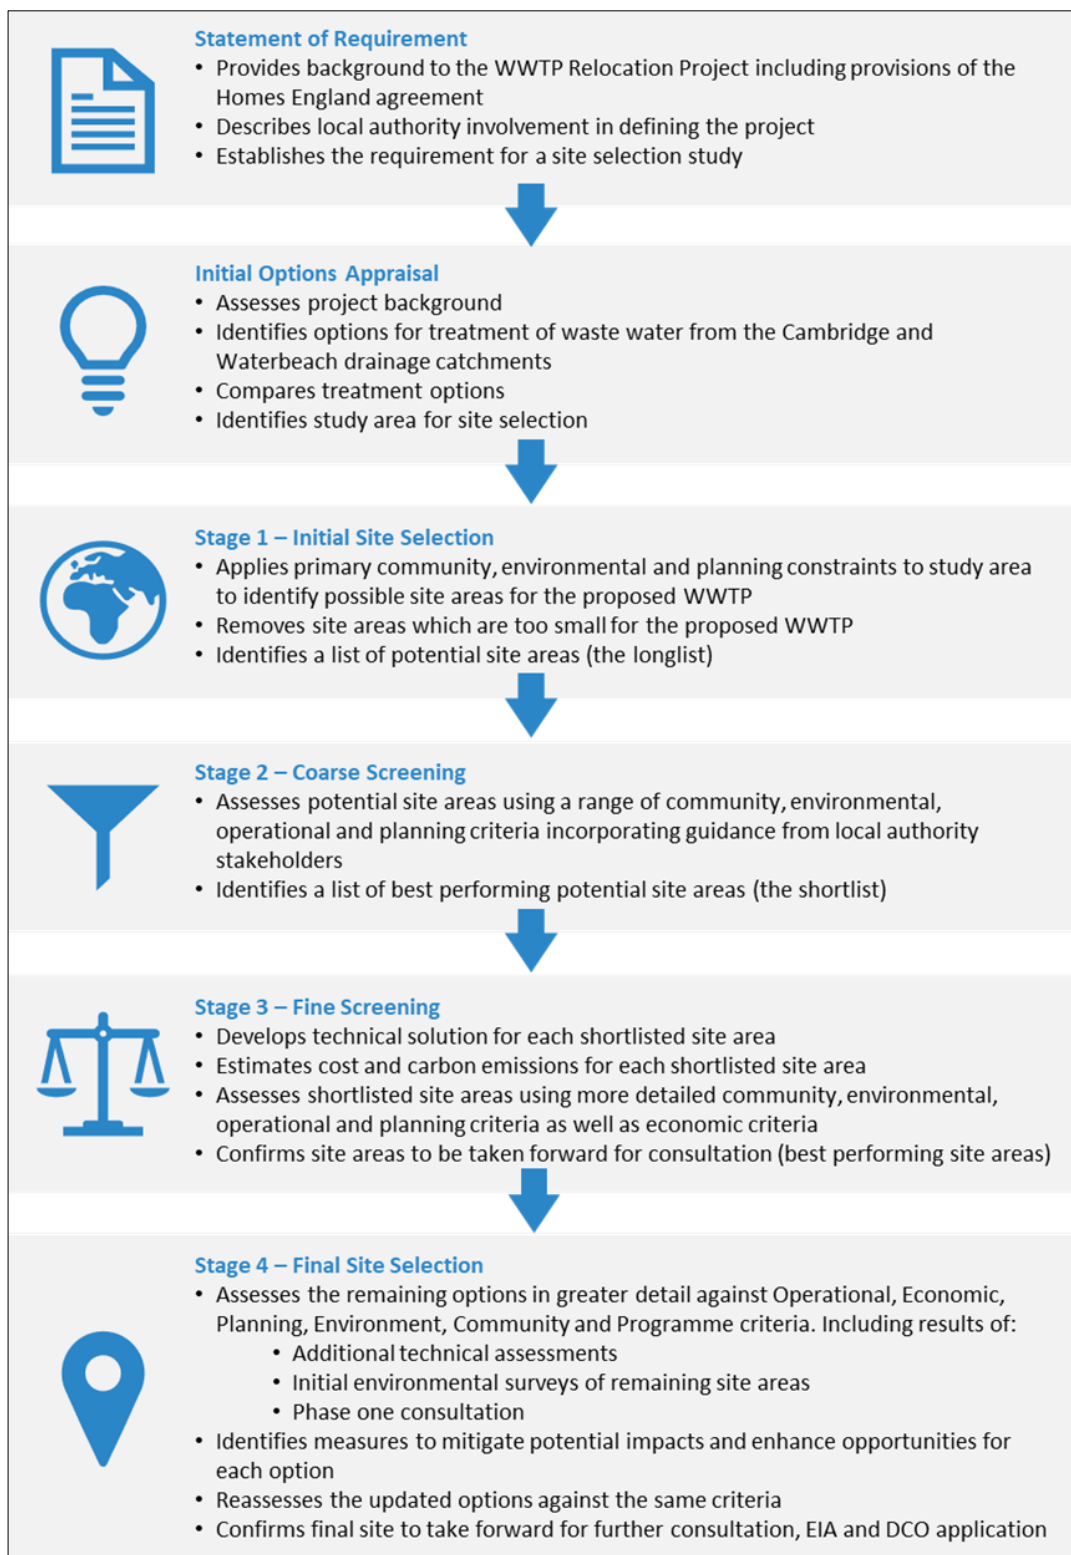 Statement of Requirement
• Provides background to the WWTP Relocation Project including provisions of the
Homes England agreement
• Describes local authority involvement in defining the project
• Establishes the requirement for a site selection study
Initial Options Appraisal
• Assesses project background
• Identifies options for treatment of waste water from the Cambridge and
Waterbeach drainage catchments
• Compares treatment options
• Identifies study area for site selection
Stage 1 – Initial Site Selection
• Applies primary community, environmental and planning constraints to study area
to identify possible site areas for the proposed WWTP
• Removes site areas which are too small for the proposed WWTP
• Identifies a list of potential site areas (the longlist)
Stage 2 – Coarse Screening
• Assesses potential site areas using a range of community, environmental,
operational and planning criteria incorporating guidance from local authority
stakeholders
• Identifies a list of best performing potential site areas (the shortlist)
Stage 3 – Fine Screening
• Develops technical solution for each shortlisted site area
• Estimates cost and carbon emissions for each shortlisted site area
• Assesses shortlisted site areas using more detailed community, environmental,
operational and planning criteria as well as economic criteria
• Confirms site areas to be taken forward for consultation (best performing site areas)
Stage 4 – Final Site Selection
• Assesses the remaining options in greater detail against Operational, Economic,
Planning, Environment, Community and Programme criteria. Including results of:
• Additional technical assessments
• Initial environmental surveys of remaining site areas
• Phase one consultation
• Identifies measures to mitigate potential impacts and enhance opportunities for
each option
• Reassesses the updated options against the same criteria
• Confirms final site to take forward for further consultation, EIA and DCO application